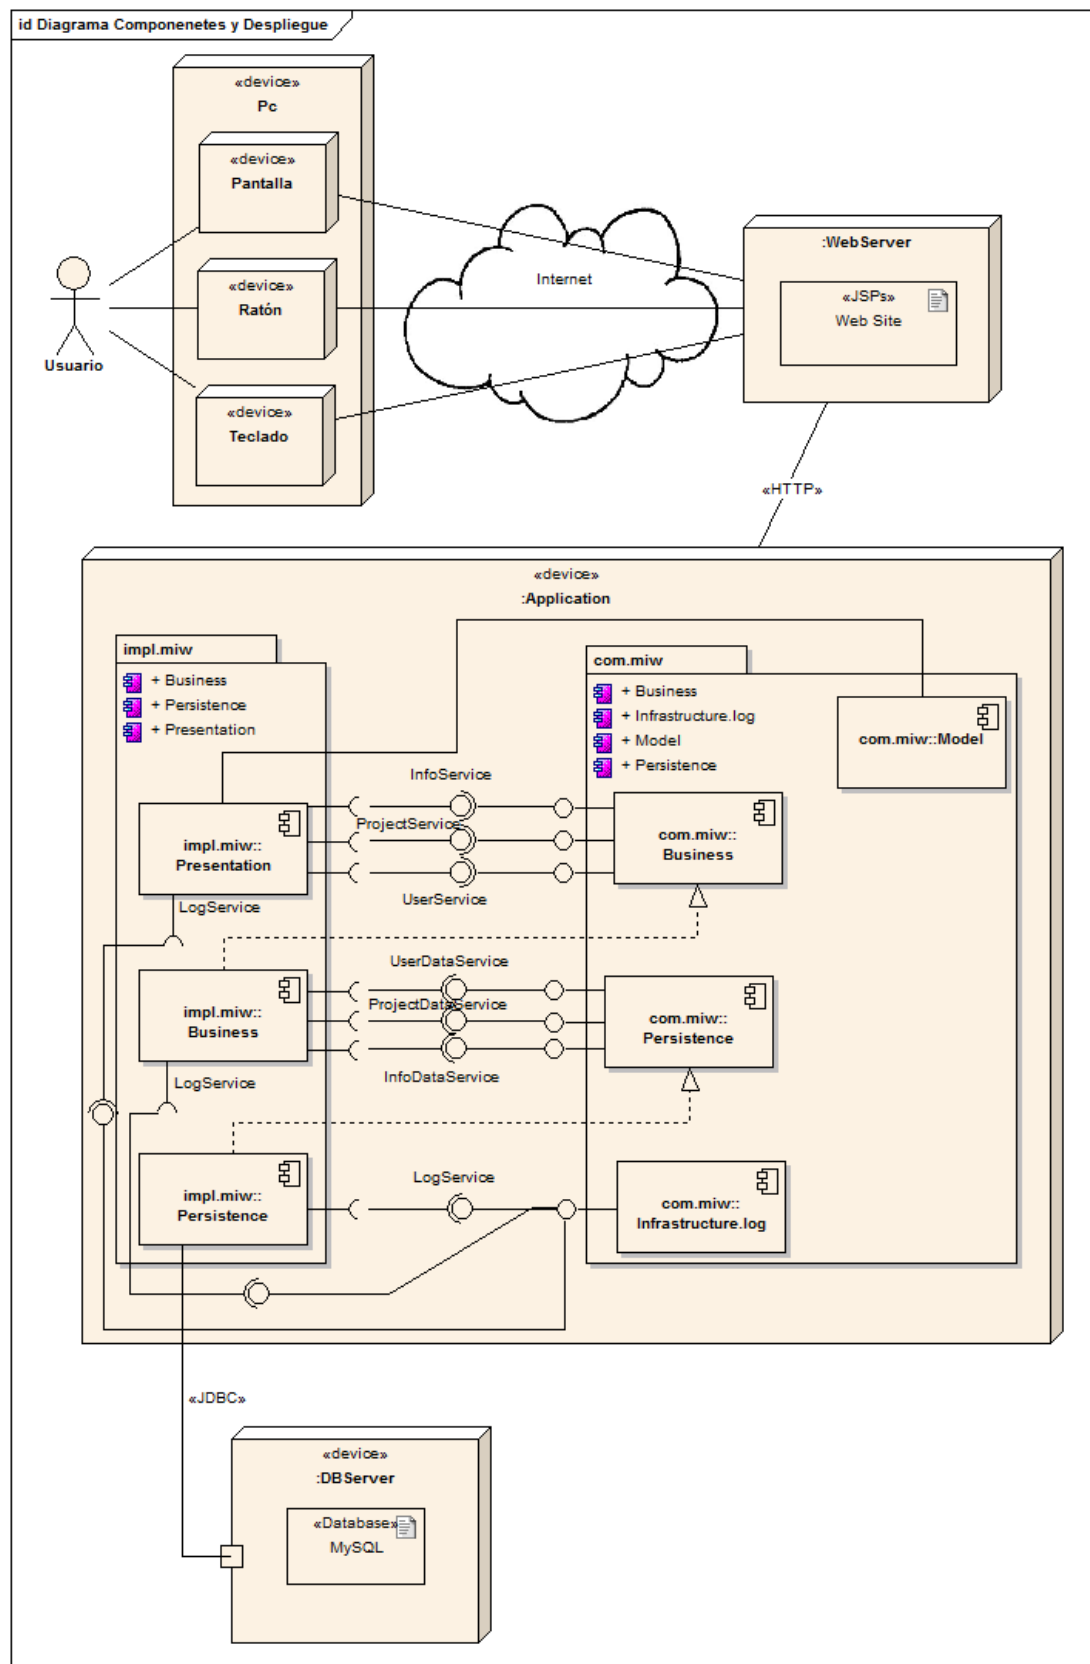 id Diagrama Componenetes y Despliegue
«device»
Pc
«device»
Pantalla
«device»
Ratón
«device»
Teclado
Usuario
Internet
:WebServer
«JSPs»
Web Site
«HTTP»
«device»
:Application
impl.miw
+ Business
+ Persistence
+ Presentation
com.miw
+ Business
+ Infrastructure.log
+ Model
+ Persistence
com.miw::Model
InfoService
ProjectService
UserService
impl.miw::
Presentation
com.miw::
Business
LogService
UserDataService
ProjectDataService
InfoDataService
impl.miw::
Business
com.miw::
Persistence
LogService
impl.miw::
Persistence
LogService
com.miw::
Infrastructure.log
«JDBC»
«device»
:DBServer
«Database»
MySQL